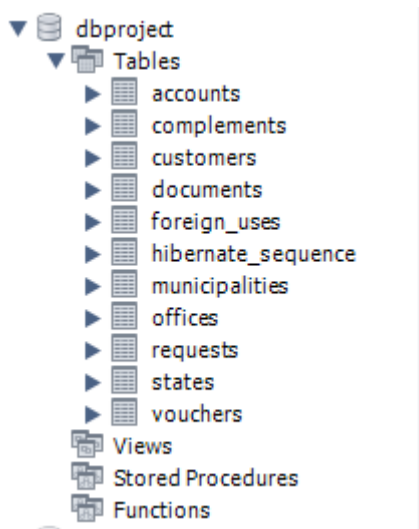 dbproject
Tables
accounts
complements
customers
documents
foreign_uses
hibernate_sequence
municipalities
offices
requests
states
vouchers
Views
Stored Procedures
Functions